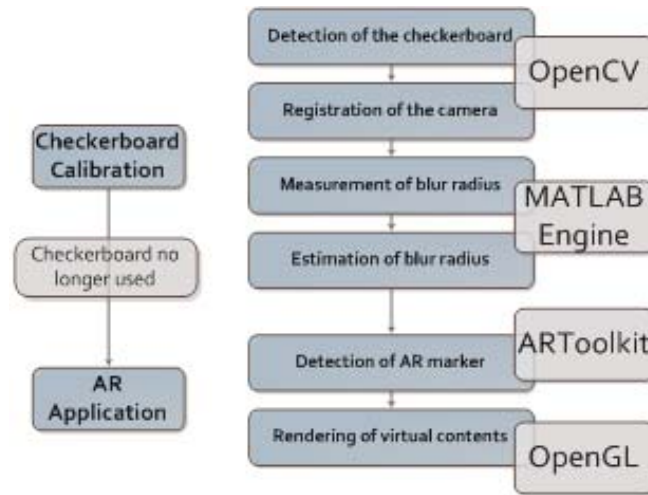 Checkerboard
Calibration
Checkerboard no
longer used
AR
Application
Detection of the checkerboard
OpenCV
Registration of the camera
Measurement of blur radius
MATLAB
Engine
Estimation of blur radius
ARToolkit
Detection of AR marker
Rendering of virtual contents
OpenGL